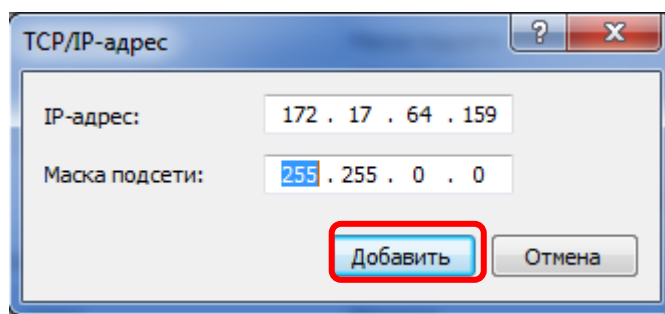 TCP/IP-адрес
IP-адрес: 172 . 17 . 64 . 159
Маска подсети: 255 . 255 . 0 . 0
Добавить Отмена